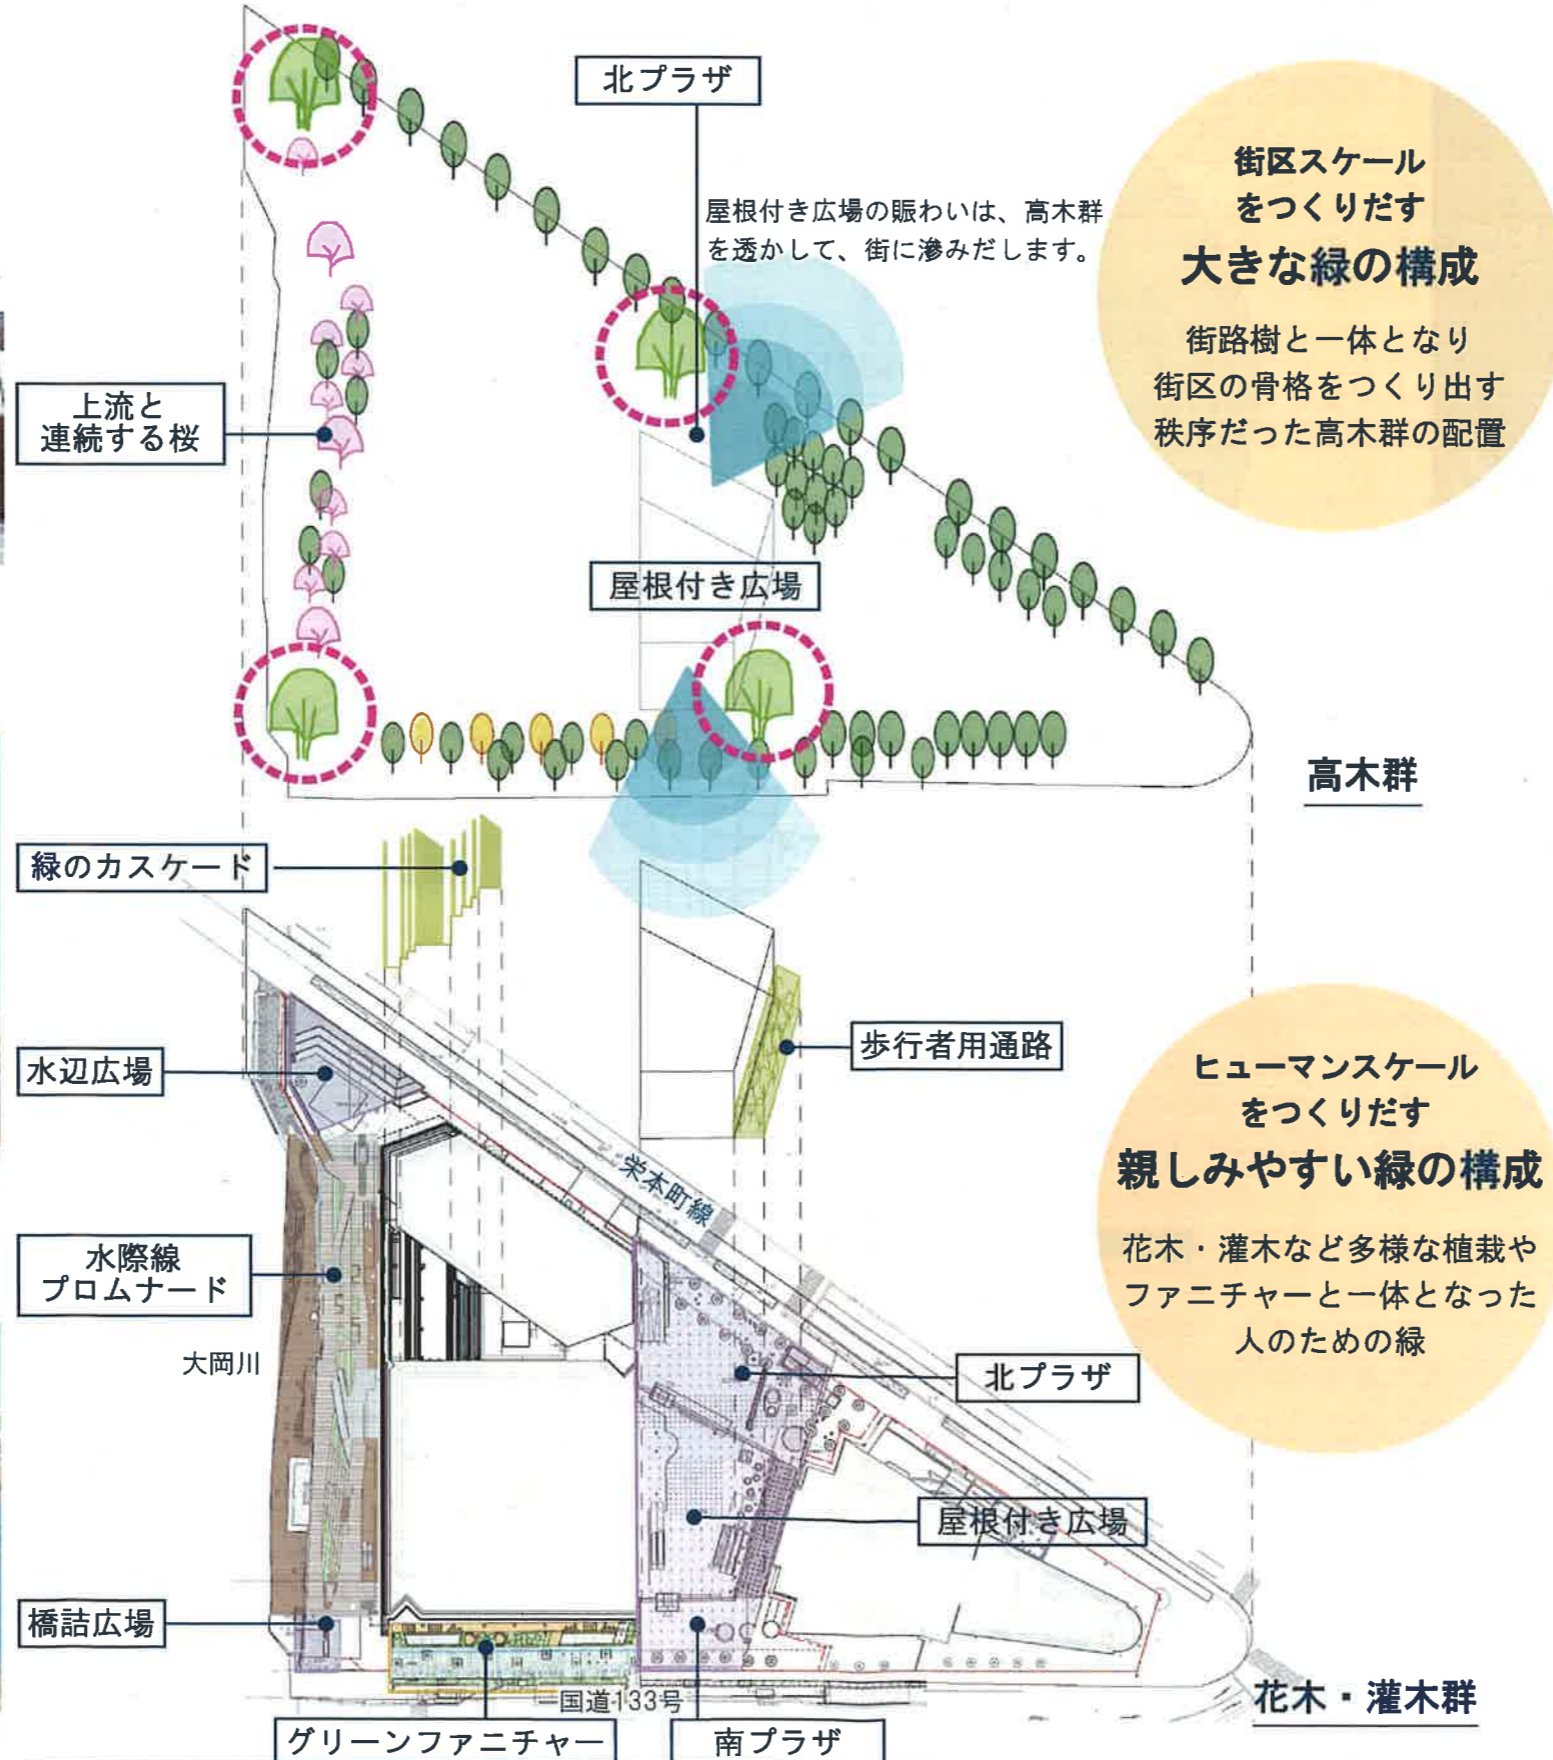 北プラザ
屋根付き広場の賑わいは、高木群
を透かして、街に滲みだします。
街区スケール
をつくりだす
大きな緑の構成
街路樹と一体となり
街区の骨格をつくり出す
秩序だった高木群の配置
上流と
連続する桜
屋根付き広場
高木群
緑のカスケード
歩行者用通路
水辺広場
ヒューマンスケール
をつくりだす
親しみやすい緑の構成
花木・灌木など多様な植栽や
ファニチャーと一体となった
人のための緑
栄本町線
水際線
プロムナード
大岡川
北プラザ
屋根付き広場
橋詰広場
国道133号
花木・灌木群
グリーンファニチャー
南プラザ